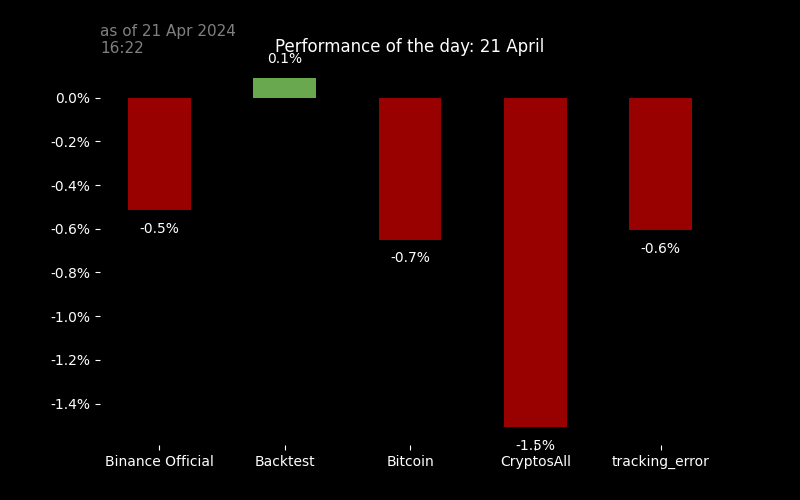 as of 21 Apr 2024
16:22
Performance of the day: 21 April
0.1%
0.0%
-0.2%
-0.4%
-0.6%
-0.8%
-1.0%
-1.2%
-1.4%
-0.5%
-0.7%
-1.5%
-0.6%
Binance Official
Backtest
Bitcoin
CryptosAll
tracking_error